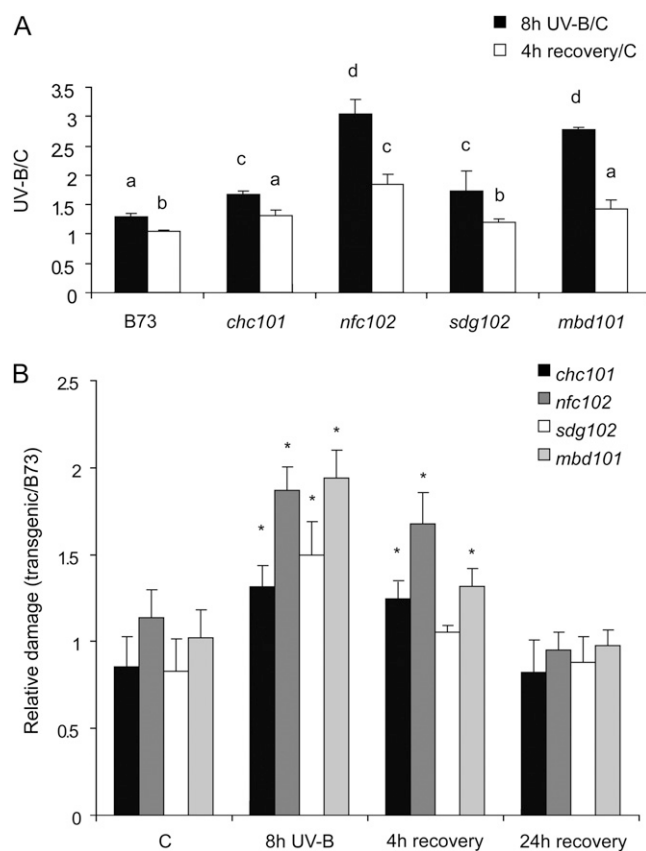 A
8h UV-B/C
4h recovery/C
UV-B/C
3.5
3
2.5
2
1.5
1
0.5
0
a b c a d c c b d a
B73 chc101 nfc102 sdg102 mbd101
B
chc101
nfc102
sdg102
mbd101
Relative damage (transgenic/B73)
2.5
2
1.5
1
0.5
0
* * * * * * *
C 8h UV-B 4h recovery 24h recovery